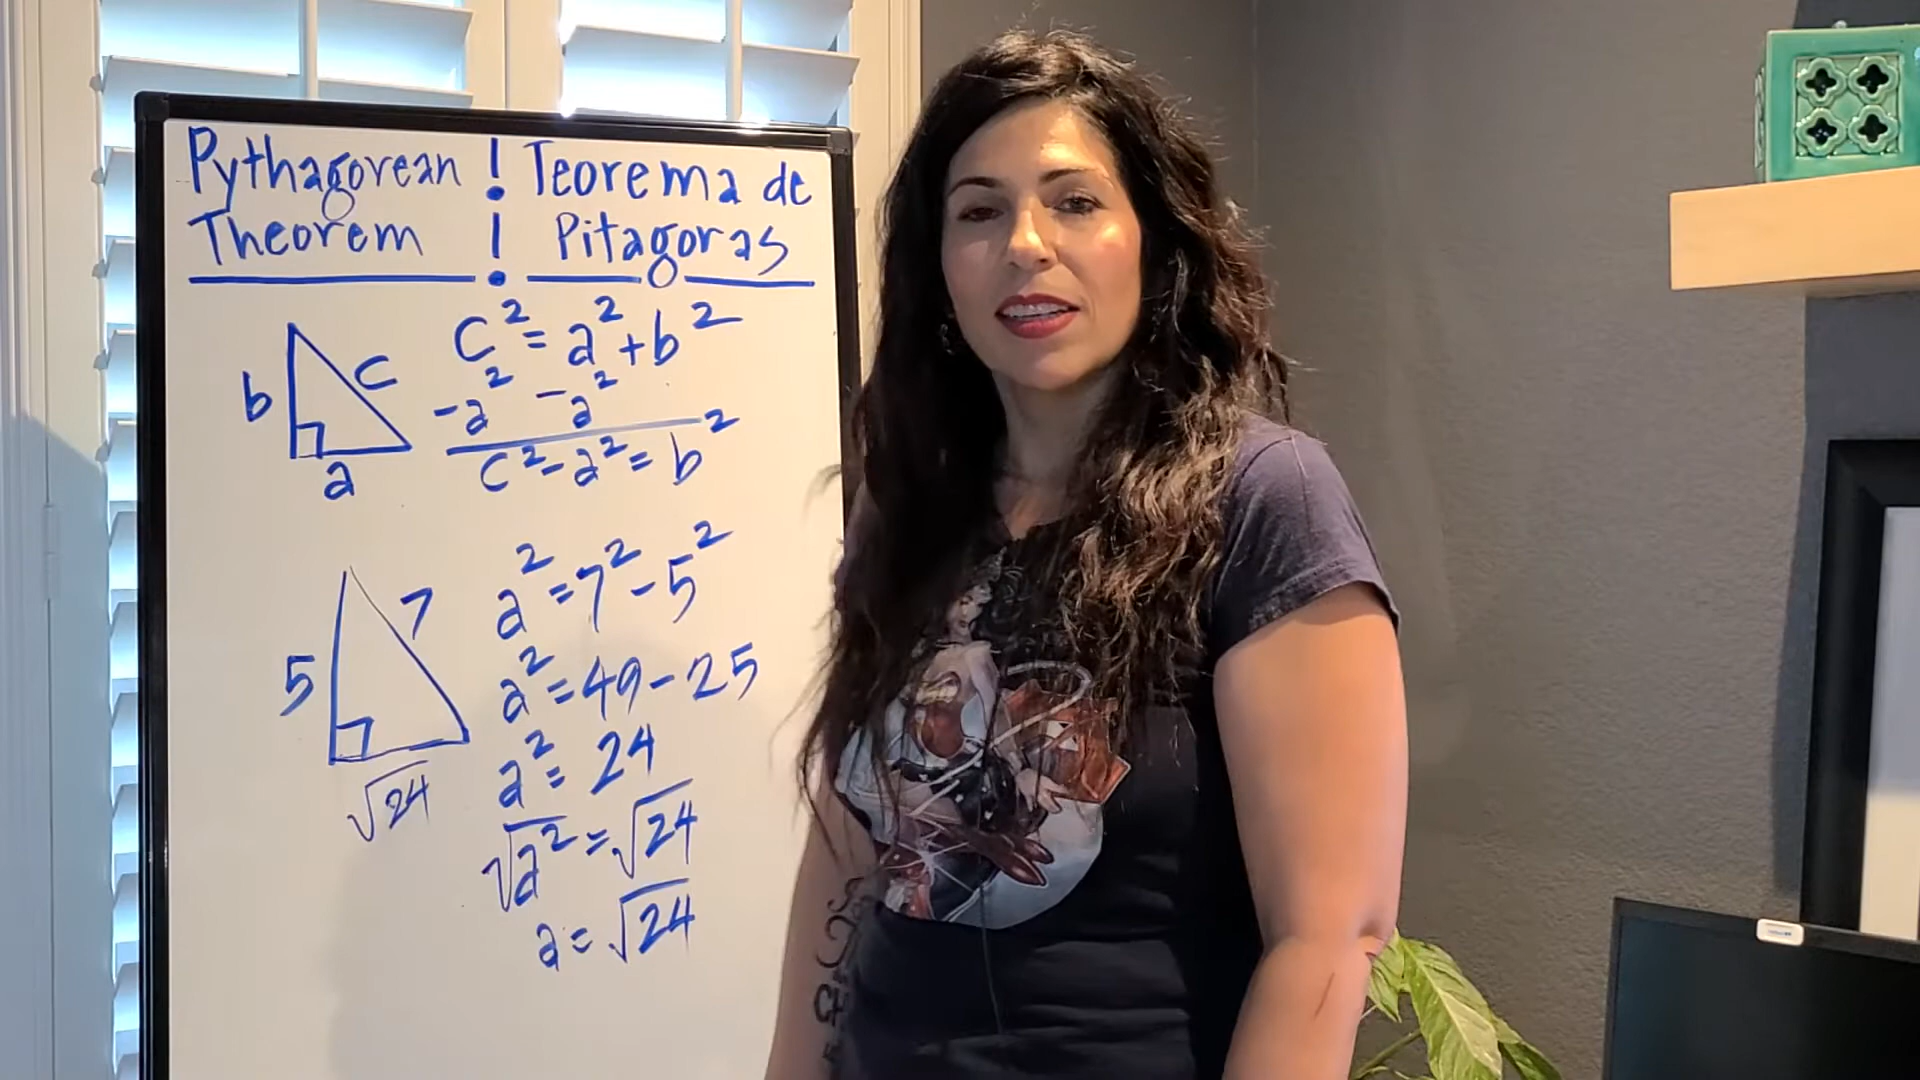 Pythagorean ! Teorema de
Theorem ! Pitagoras
c² = a² + b²
-a² -a²
c² - a² = b²
b
c
a
a² = 7² - 5²
a² = 49 - 25
a² = 24
√a² = √24
a = √24
5
7
√24